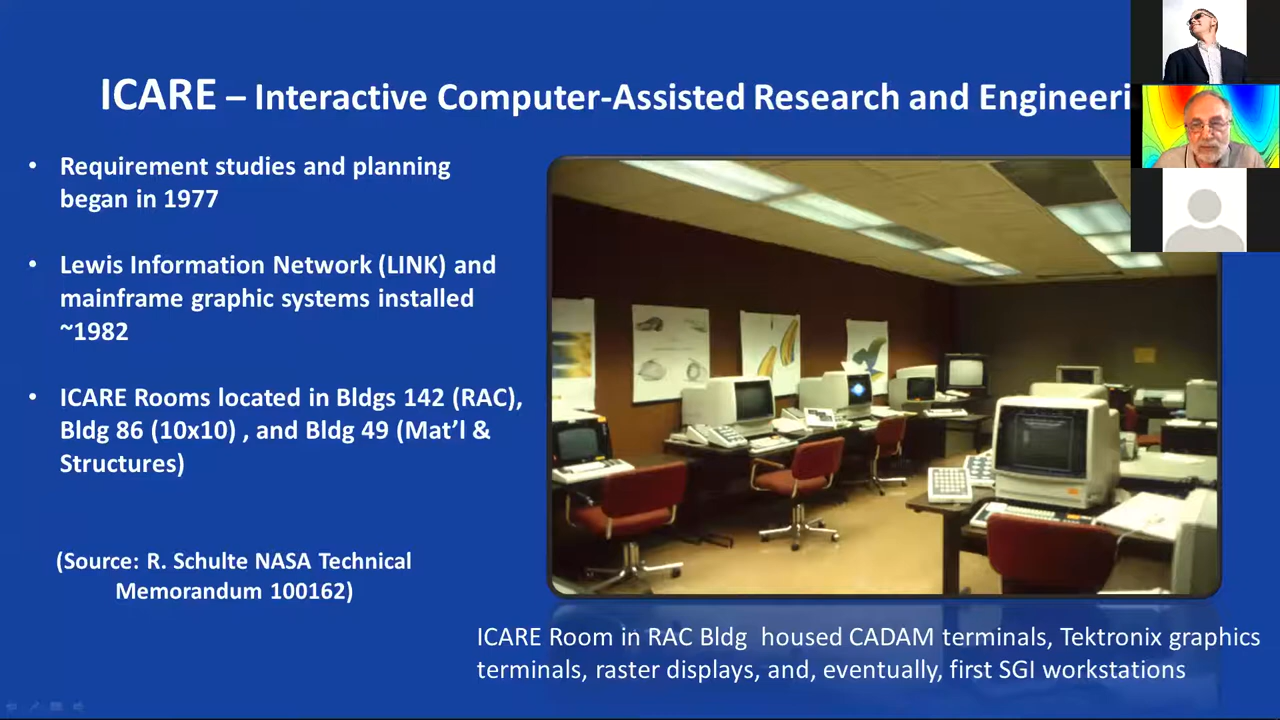 ICARE – Interactive Computer-Assisted Research and Engineeri
• Requirement studies and planning
began in 1977
• Lewis Information Network (LINK) and
mainframe graphic systems installed
~1982
• ICARE Rooms located in Bldgs 142 (RAC),
Bldg 86 (10x10) , and Bldg 49 (Mat’l &
Structures)
(Source: R. Schulte NASA Technical
Memorandum 100162)
ICARE Room in RAC Bldg  housed CADAM terminals, Tektronix graphics
terminals, raster displays, and, eventually, first SGI workstations